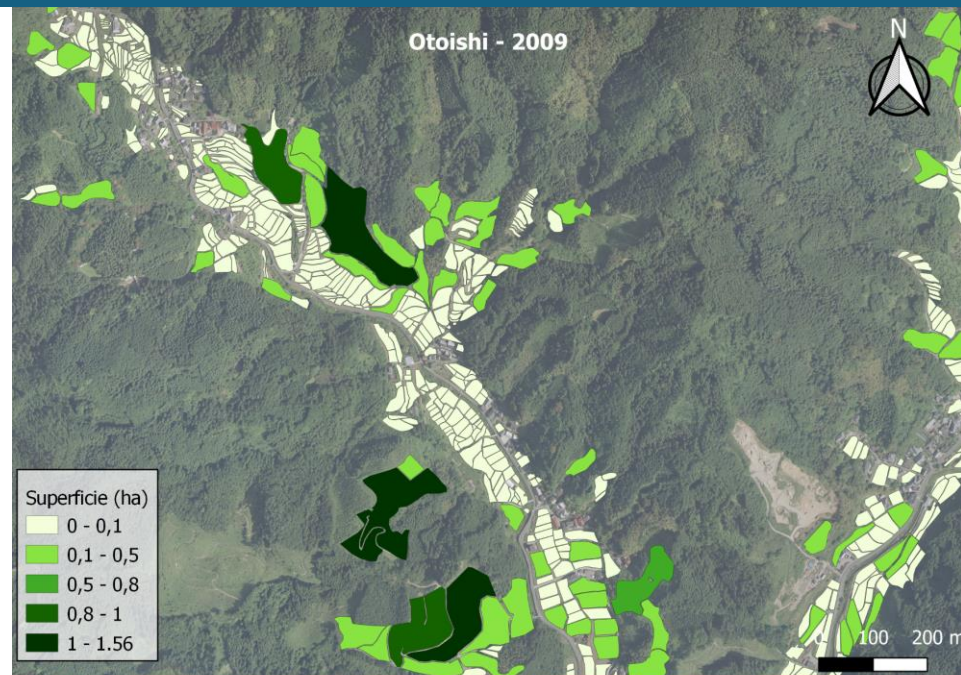 Otoishi - 2009
N
Superficie (ha)
0 - 0,1
0,1 - 0,5
0,5 - 0,8
0,8 - 1
1 - 1.56
0 100 200 m